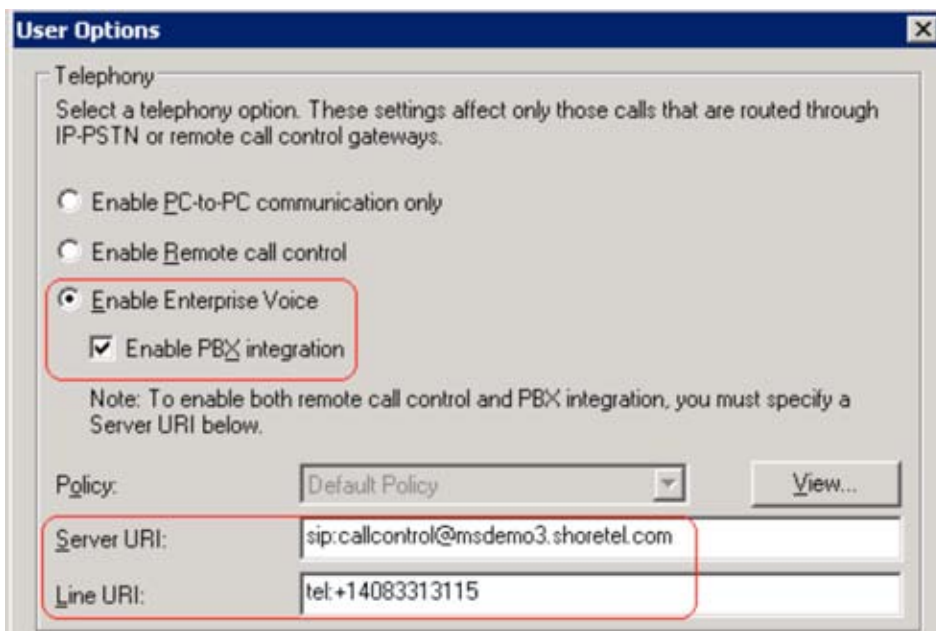 User Options
Telephony
Select a telephony option. These settings affect only those calls that are routed through
IP-PSTN or remote call control gateways.
Enable PC-to-PC communication only
Enable Remote call control
Enable Enterprise Voice
Enable PBX integration
Note: To enable both remote call control and PBX integration, you must specify a
Server URI below.
Policy: Default Policy View...
Server URI: sip:callcontrol@msdemo3.shoretel.com
Line URI: tel:+14083313115